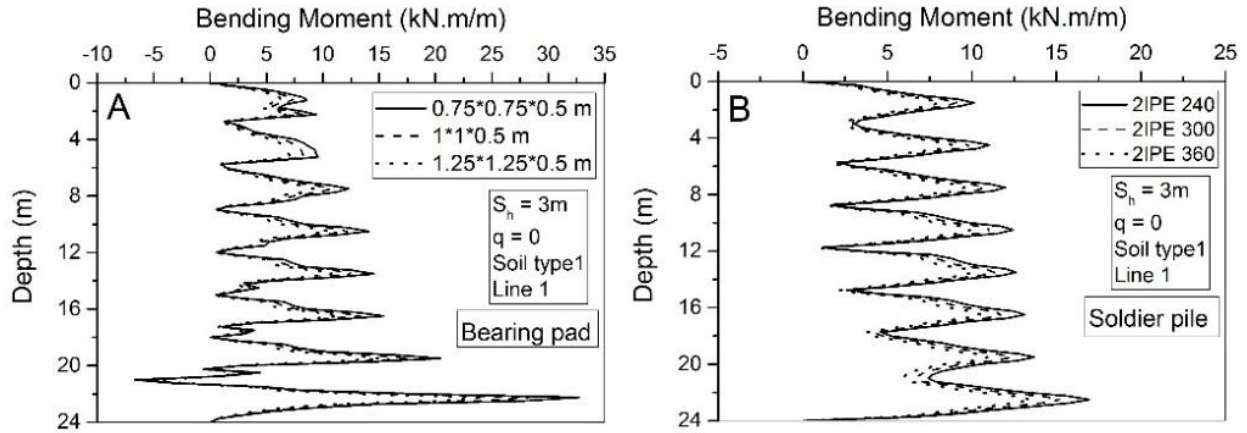 Bending Moment (kN.m/m)
-10 -5 0 5 10 15 20 25 30 35
0
4
8
12
16
20
24
Depth (m)
A
0.75*0.75*0.5 m
1*1*0.5 m
1.25*1.25*0.5 m
S_h = 3m
q = 0
Soil type1
Line 1
Bearing pad
Bending Moment (kN.m/m)
-5 0 5 10 15 20 25
0
4
8
12
16
20
24
Depth (m)
B
2IPE 240
2IPE 300
2IPE 360
S_h = 3m
q = 0
Soil type1
Line 1
Soldier pile